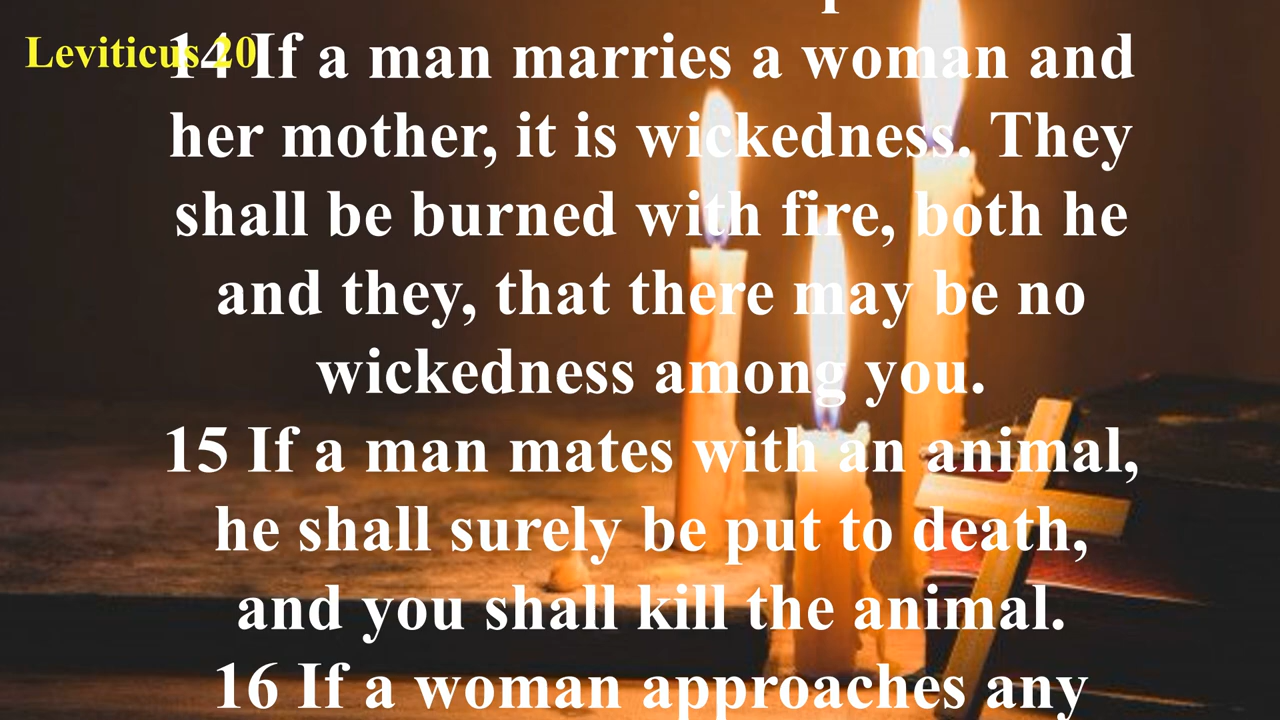 Leviticus 20
14 If a man marries a woman and
her mother, it is wickedness. They
shall be burned with fire, both he
and they, that there may be no
wickedness among you.
15 If a man mates with an animal,
he shall surely be put to death,
and you shall kill the animal.
16 If a woman approaches any